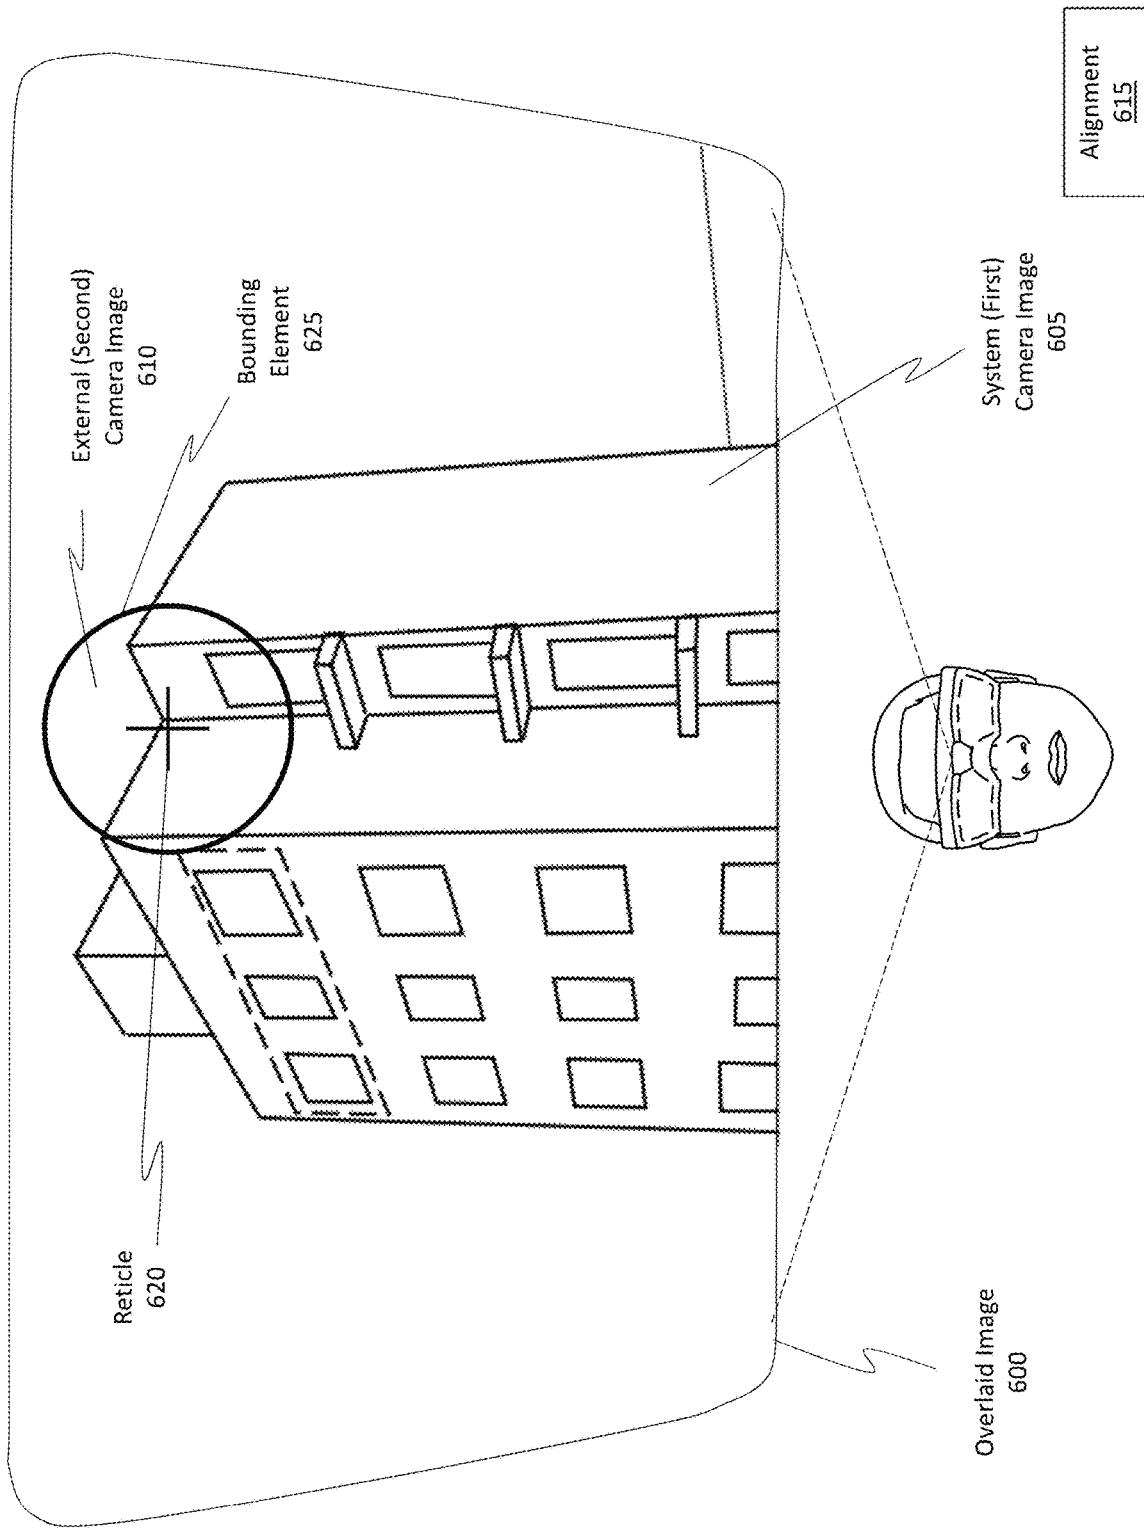 External (Second)
Camera Image
610
Bounding
Element
625
Reticle
620
System (First)
Camera Image
605
Overlaid Image
600
Alignment
615